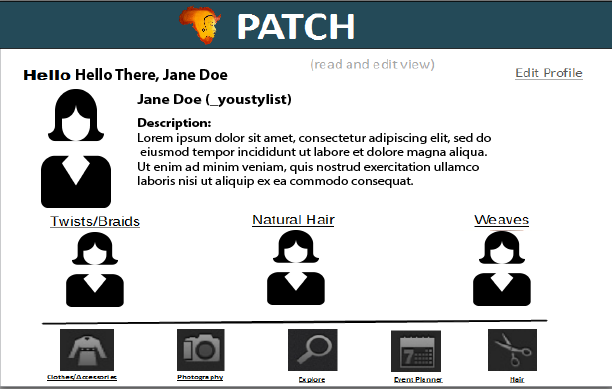 PATCH
(read and edit view)
Hello Hello There, Jane Doe
Edit Profile
Jane Doe (_youstylist)
Description:
Lorem ipsum dolor sit amet, consectetur adipiscing elit, sed do
eiusmod tempor incididunt ut labore et dolore magna aliqua.
Ut enim ad minim veniam, quis nostrud exercitation ullamco
laboris nisi ut aliquip ex ea commodo consequat.
Twists/Braids
Natural Hair
Weaves
7
Clothes/Accessories
Photography
Explore
Event Planner
Hair